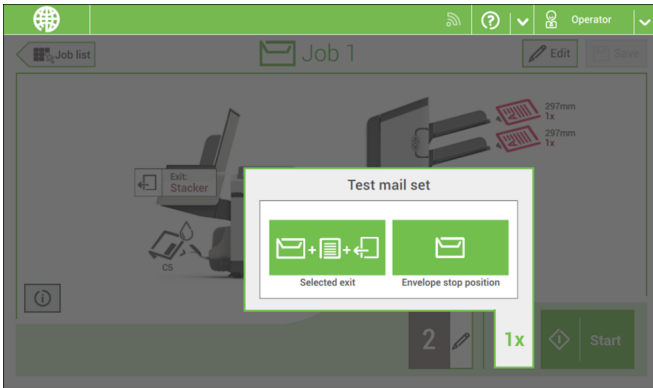 Operator
Job list
Job 1
Edit
Save
297mm
1x
297mm
1x
Exit:
Stacker
Test mail set
Selected exit
Envelope stop position
CS
2
1x
Start